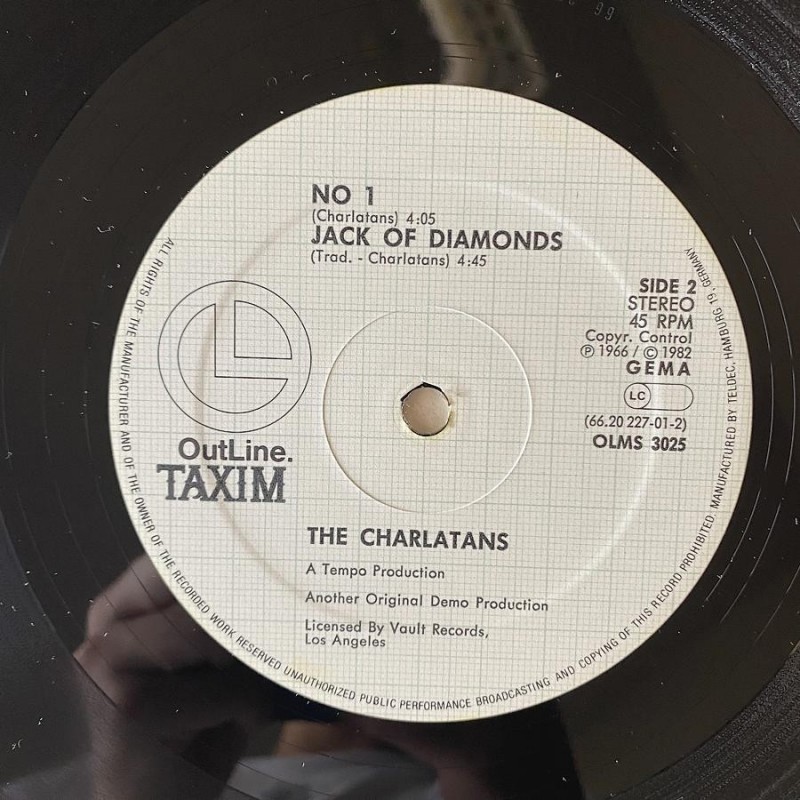 99
NO 1
(Charlatans) 4:05
JACK OF DIAMONDS
(Trad. - Charlatans) 4:45
SIDE 2
STEREO
45 RPM
Copyr. Control
Ⓟ 1966 / © 1982
GEMA
LC
(66.20 227-01-2)
OLMS 3025
OutLine.
TAXIM
THE CHARLATANS
A Tempo Production
Another Original Demo Production
Licensed By Vault Records,
Los Angeles
ALL RIGHTS OF THE MANUFACTURER AND OF THE OWNER OF THE RECORDED WORK RESERVED UNAUTHORIZED PUBLIC PERFORMANCE BROADCASTING AND COPYING OF THIS RECORD PROHIBITED. MANUFACTURED BY TELDEC, HAMBURG 19, GERMANY